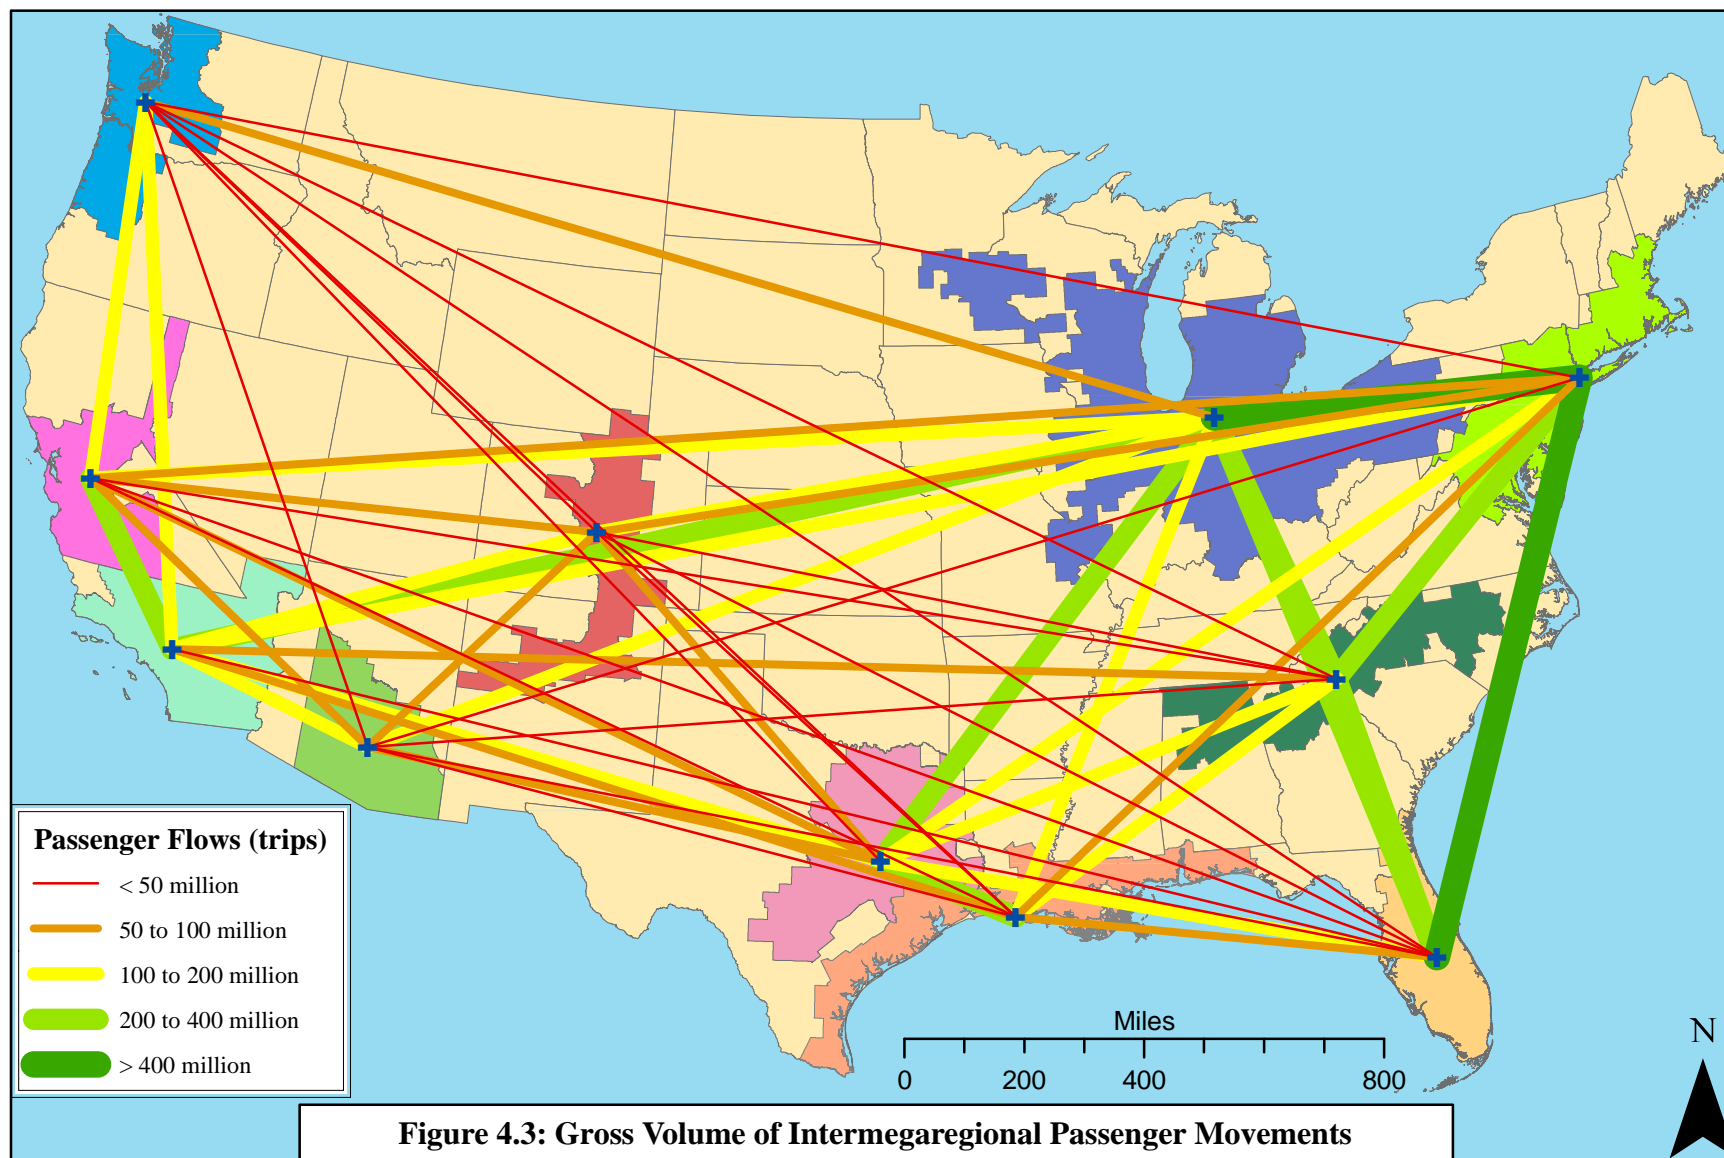 Passenger Flows (trips)
< 50 million
50 to 100 million
100 to 200 million
200 to 400 million
> 400 million
Miles
0 200 400 800
N
Figure 4.3: Gross Volume of Intermegaregional Passenger Movements